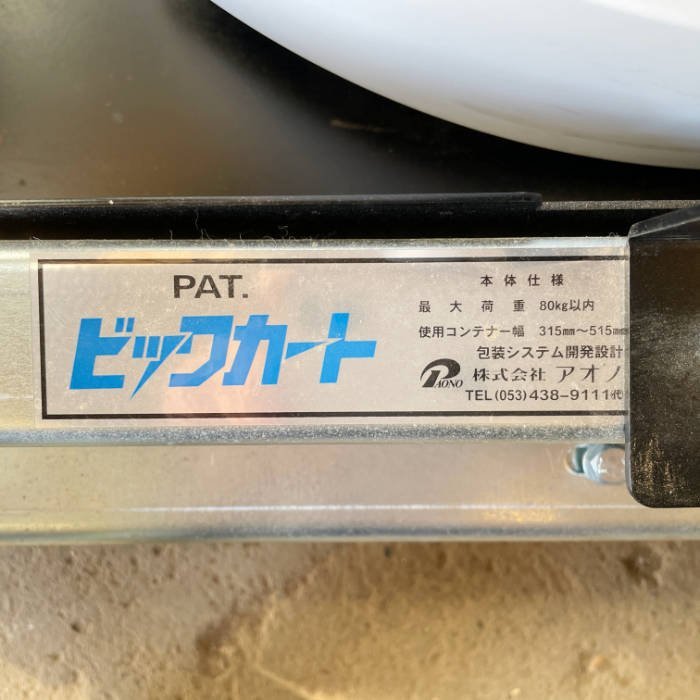 PAT.
ビックカート
本体仕様
最大荷重 80kg以内
使用コンテナー幅 315mm〜515mm
包装システム開発設計
PAONO 株式会社 アオノ
TEL(053)438-9111代